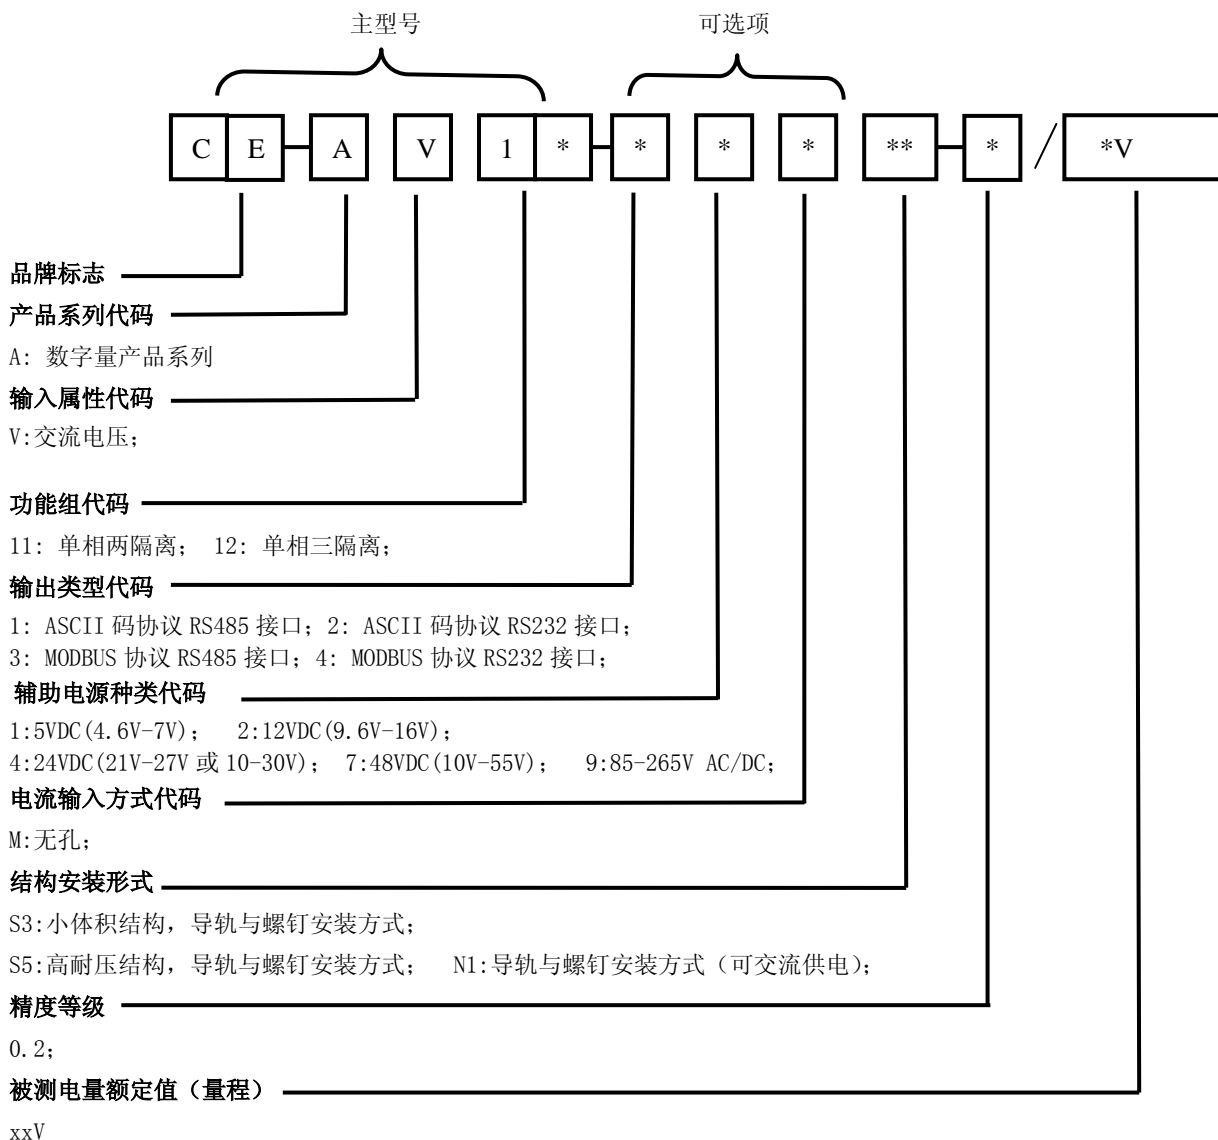 主型号 可选项
C E A V 1 * * * * ** * / *V
品牌标志
产品系列代码
A: 数字量产品系列
输入属性代码
V:交流电压;
功能组代码
11: 单相两隔离; 12: 单相三隔离;
输出类型代码
1: ASCII 码协议 RS485 接口; 2: ASCII 码协议 RS232 接口;
3: MODBUS 协议 RS485 接口; 4: MODBUS 协议 RS232 接口;
辅助电源种类代码
1:5VDC(4.6V-7V); 2:12VDC(9.6V-16V);
4:24VDC(21V-27V 或 10-30V); 7:48VDC(10V-55V); 9:85-265V AC/DC;
电流输入方式代码
M:无孔;
结构安装形式
S3:小体积结构，导轨与螺钉安装方式;
S5:高耐压结构，导轨与螺钉安装方式; N1:导轨与螺钉安装方式（可交流供电）;
精度等级
0.2;
被测电量额定值（量程）
xxV